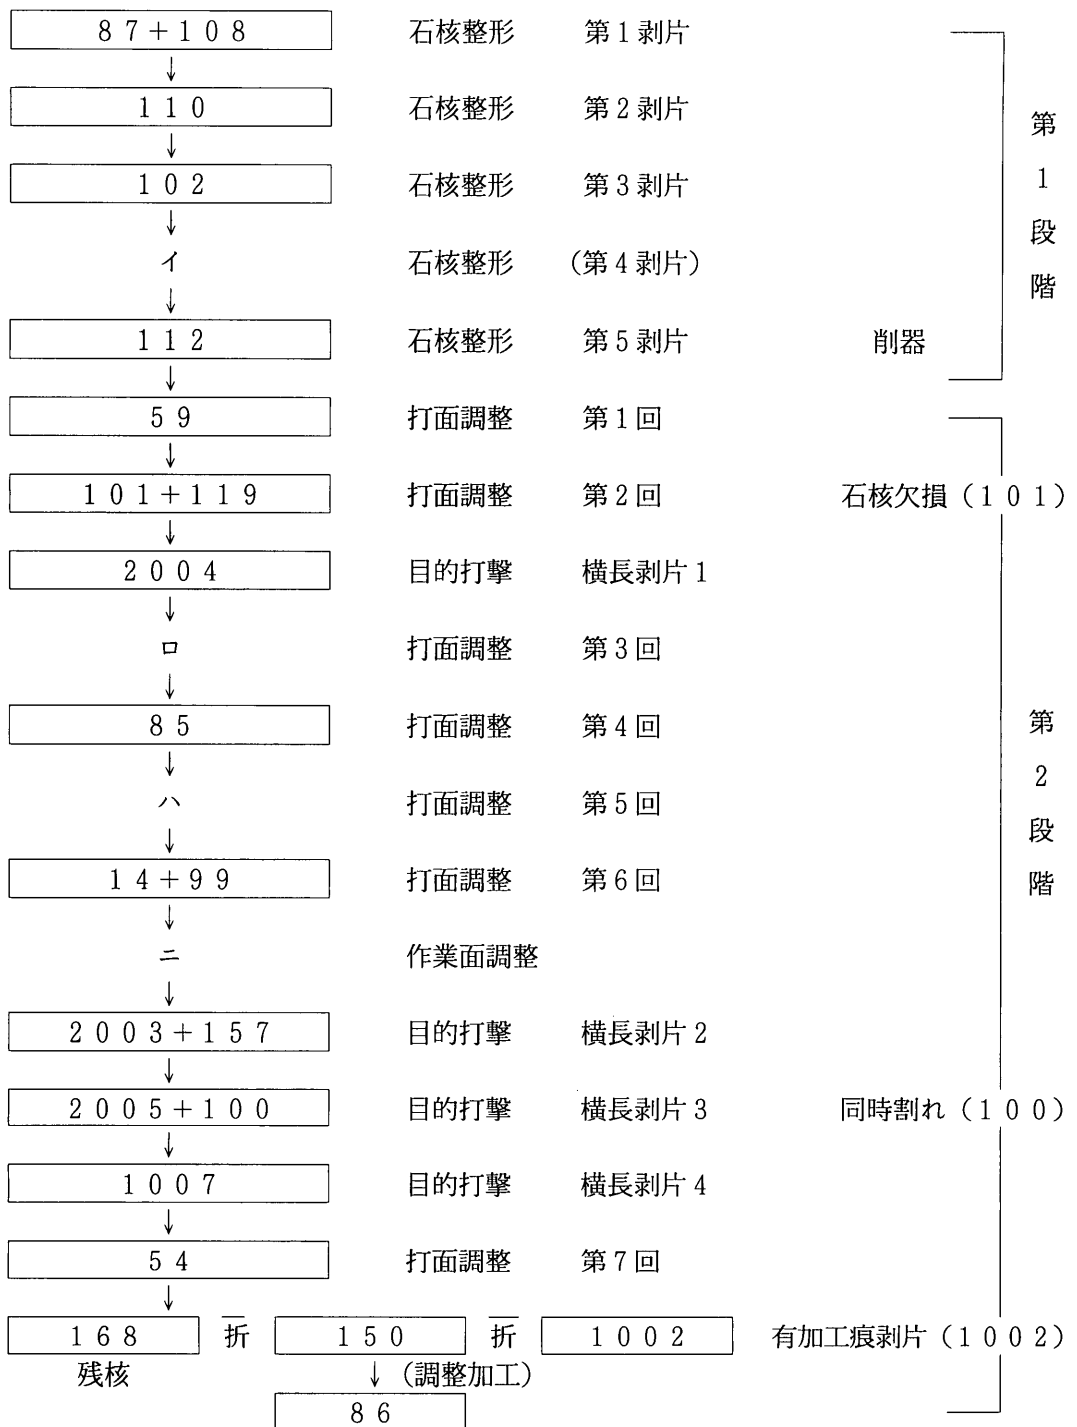 87+108 石核整形 第1剥片
↓
110 石核整形 第2剥片
↓
102 石核整形 第3剥片
↓
イ 石核整形 (第4剥片)
↓
112 石核整形 第5剥片 削器
第1段階
↓
59 打面調整 第1回
↓
101+119 打面調整 第2回 石核欠損(101)
↓
2004 目的打撃 横長剥片1
↓
ロ 打面調整 第3回
↓
85 打面調整 第4回
↓
ハ 打面調整 第5回
↓
14+99 打面調整 第6回
↓
ニ 作業面調整
↓
2003+157 目的打撃 横長剥片2
↓
2005+100 目的打撃 横長剥片3 同時割れ(100)
↓
1007 目的打撃 横長剥片4
↓
54 打面調整 第7回
↓
168 折 150 折 1002 有加工痕剥片(1002)
残核 ↓(調整加工)
86
第2段階